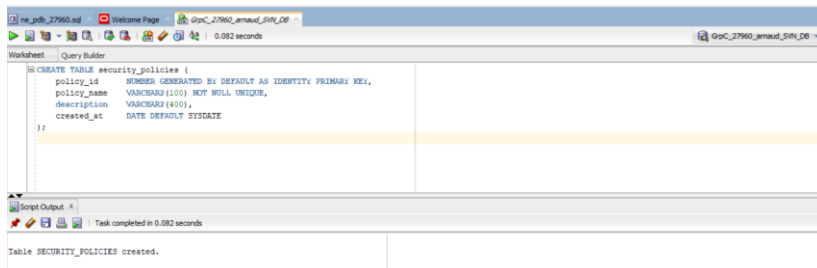 ne_pdb_27960.sql Welcome Page GrpC_27960_arnaud_SVN_DB
0.082 seconds GrpC_27960_arnaud_SVN_DB
Worksheet Query Builder
CREATE TABLE security_policies (
policy_id NUMBER GENERATED BY DEFAULT AS IDENTITY PRIMARY KEY,
policy_name VARCHAR2(100) NOT NULL UNIQUE,
description VARCHAR2(400),
created_at DATE DEFAULT SYSDATE
);
Script Output
Task completed in 0.082 seconds
Table SECURITY_POLICIES created.